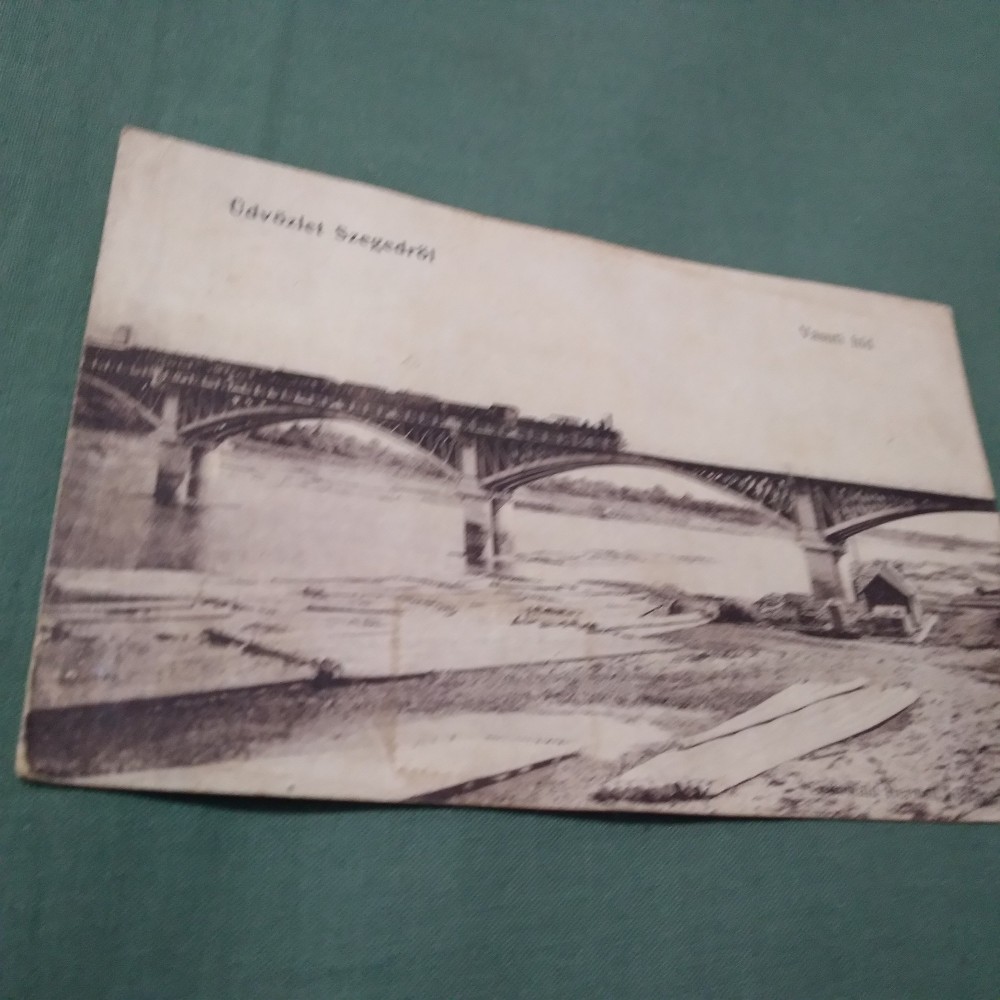 Üdvözlet Szegedről
Vasuti híd